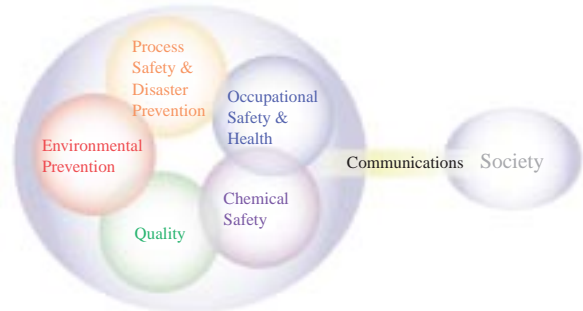 Process
Safety &
Disaster
Prevention
Occupational
Safety &
Health
Environmental
Prevention
Communications
Society
Chemical
Safety
Quality